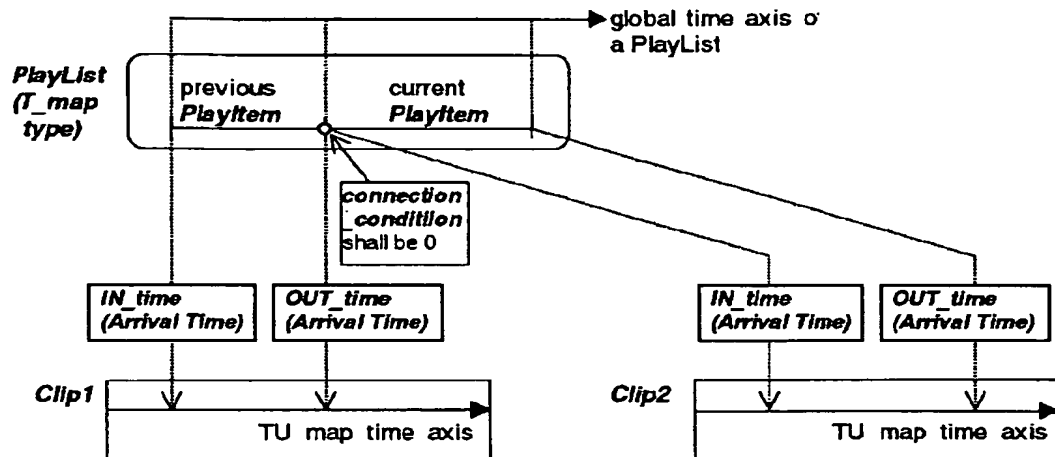 global time axis o
a PlayList
PlayList
(T_map
type)
previous
PlayItem
current
PlayItem
connection
_condition
shall be 0
IN_time
(Arrival Time)
OUT_time
(Arrival Time)
IN_time
(Arrival Time)
OUT_time
(Arrival Time)
Clip1
TU map time axis
Clip2
TU map time axis